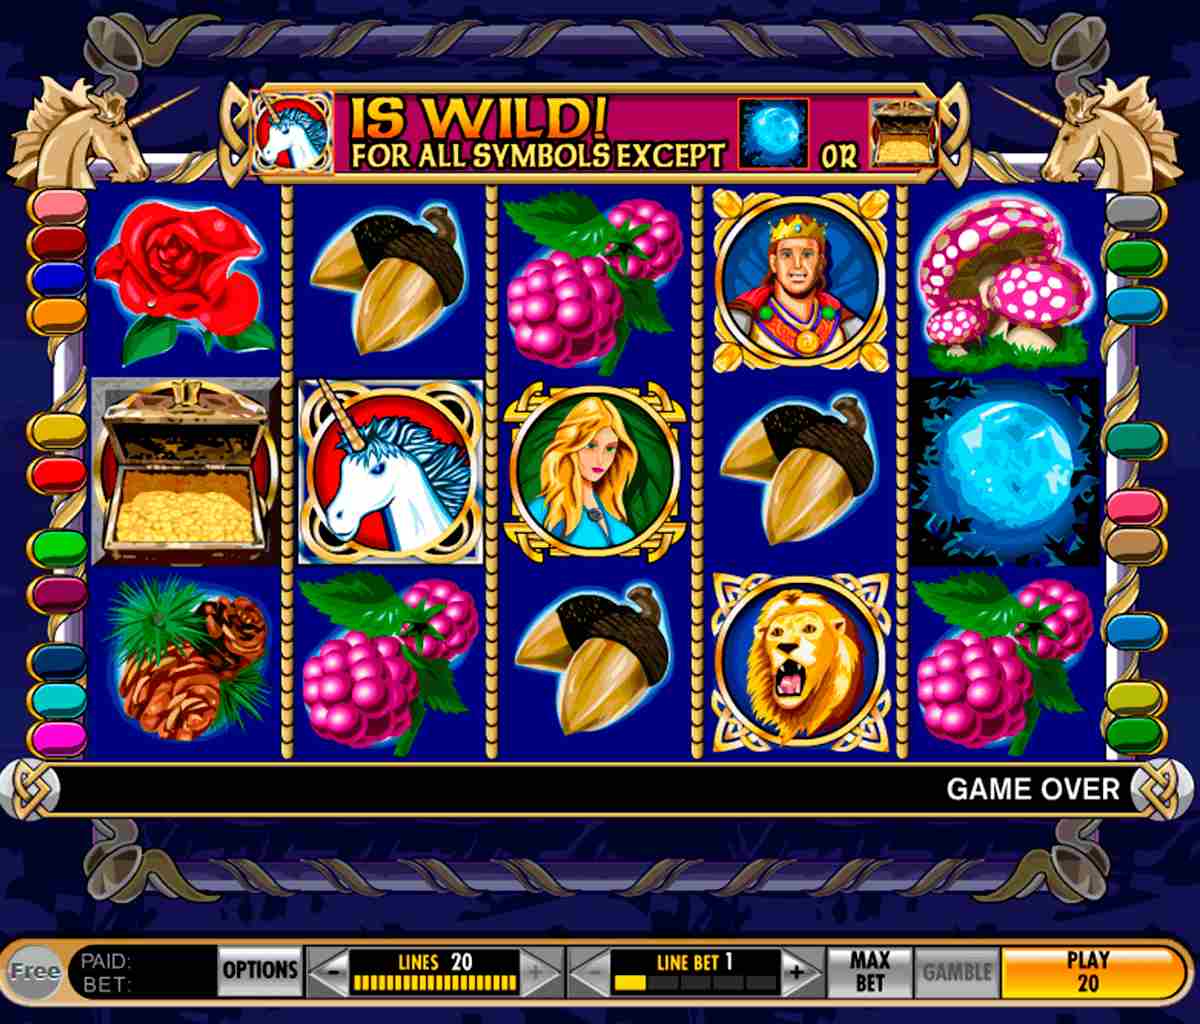 IS WILD!
FOR ALL SYMBOLS EXCEPT OR
GAME OVER
Free
PAID:
BET:
OPTIONS
- LINES 20 +
- LINE BET 1 +
MAX
BET
GAMBLE
PLAY
20